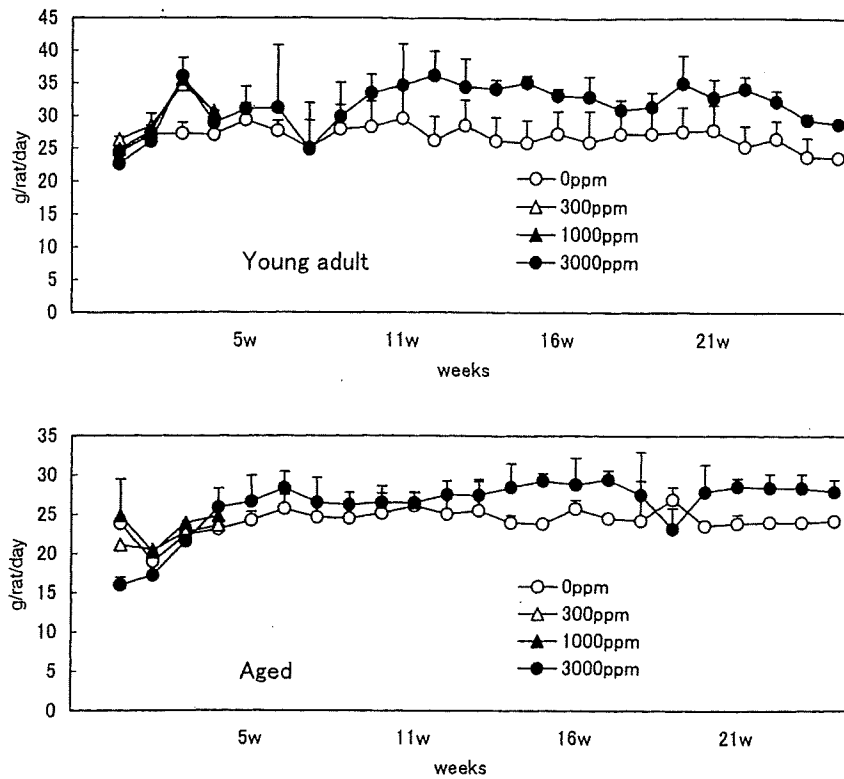 45
40
35
30
25
20
15
10
5
0
g/rat/day
0ppm
300ppm
1000ppm
3000ppm
Young adult
5w
11w
16w
21w
weeks
35
30
25
20
15
10
5
0
g/rat/day
0ppm
300ppm
1000ppm
3000ppm
Aged
5w
11w
16w
21w
weeks